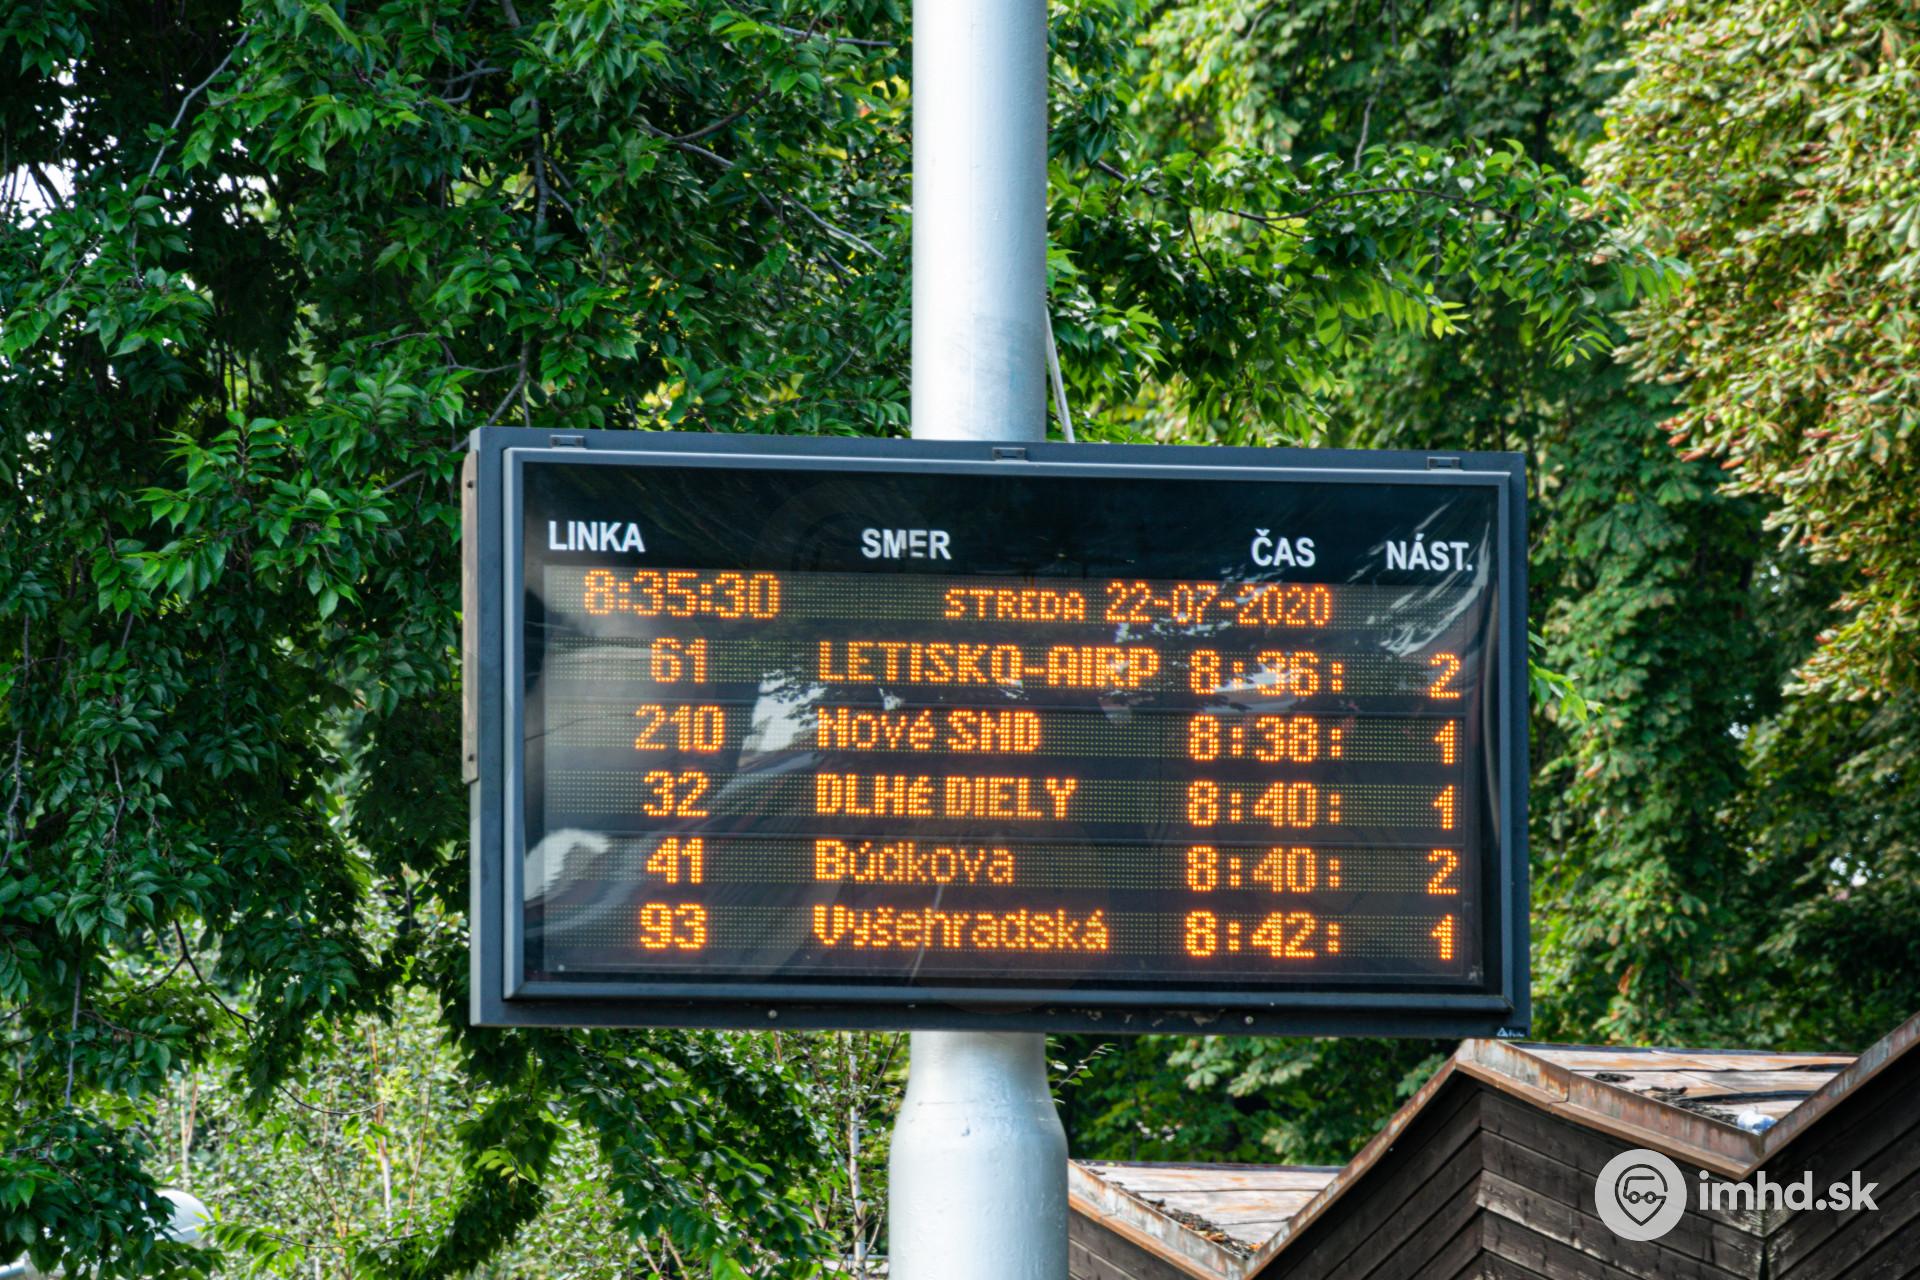 LINKA SMER ČAS NÁST.
8:35:30 STREDA 22-07-2020
61 LETISKO-AIRP 8:36: 2
210 Nové SND 8:38: 1
32 DLHé DIELY 8:40: 1
41 Búdkova 8:40: 2
93 Vyšehradská 8:42: 1
imhd.sk